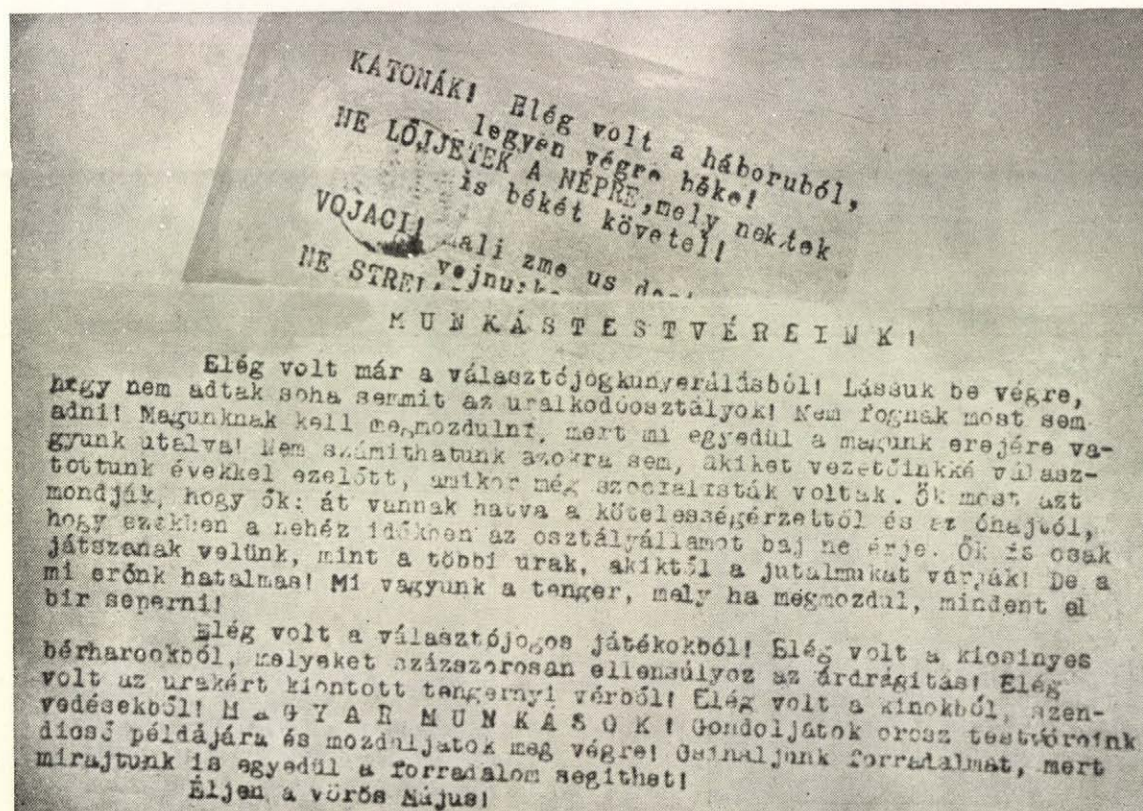 KATONÁK! Elég volt a háboruból,
legyen végre béke!
NE LŐJJETEK A NÉPRE, mely nektek
is békét követel!
VOJACI! mali zme us
NE
MUNKÁSTESTVÉREINK!
Elég volt már a választójogkunyerálásból! Lássuk be végre,
hogy nem adtak soha semmit az uralkodóosztályok! Nem fognak most sem
adni! Magunknak kell megmozdulni, mert mi egyedül a magunk erejére va-
gyunk utalva! Nem számithatunk azokra sem, akiket vezetőinkké válasz-
tottunk évekkel ezelőtt, amikor még szocialisták voltak. Ők most azt
mondják, hogy ők: át vannak hatva a kötelességérzettől és az óhajtól,
hogy ezekben a nehéz időkben az osztályállamot baj ne érje. Ők is csak
játszanak velünk, mint a többi urak, akiktől a jutalmukat várják! De a
mi erőnk hatalmas! Mi vagyunk a tenger, mely ha megmozdul, mindent el
bir seperni!
Elég volt a választójogos játékokból! Elég volt a kicsinyes
bérharcokból, melyeket százszorosan ellensúlyoz az árdrágitás! Elég
volt az urakért kiontott tengernyi vérből! Elég volt a kinokból, szen-
vedésekből! MAGYAR MUNKÁSOK! Gondoljatok orosz testvéreink
dicső példájára és mozduljatok meg végre! Csináljunk forradalmat, mert
mirajtunk is egyedül a forradalom segithet!
Éljen a vörös Május!